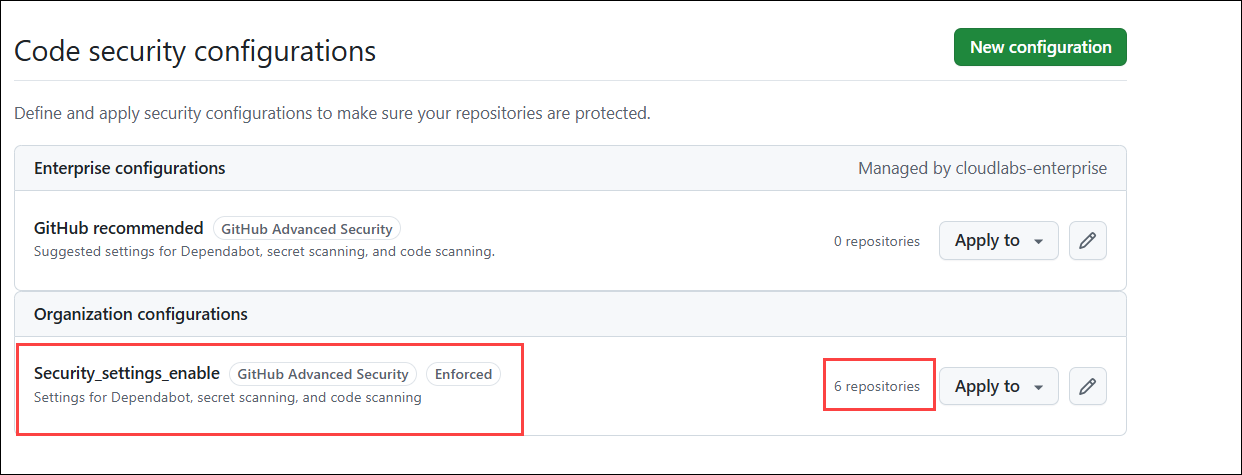 Code security configurations
New configuration
Define and apply security configurations to make sure your repositories are protected.
Enterprise configurations
Managed by cloudlabs-enterprise
GitHub recommended
GitHub Advanced Security
Suggested settings for Dependabot, secret scanning, and code scanning.
0 repositories
Apply to
Organization configurations
Security_settings_enable
GitHub Advanced Security
Enforced
Settings for Dependabot, secret scanning, and code scanning
6 repositories
Apply to